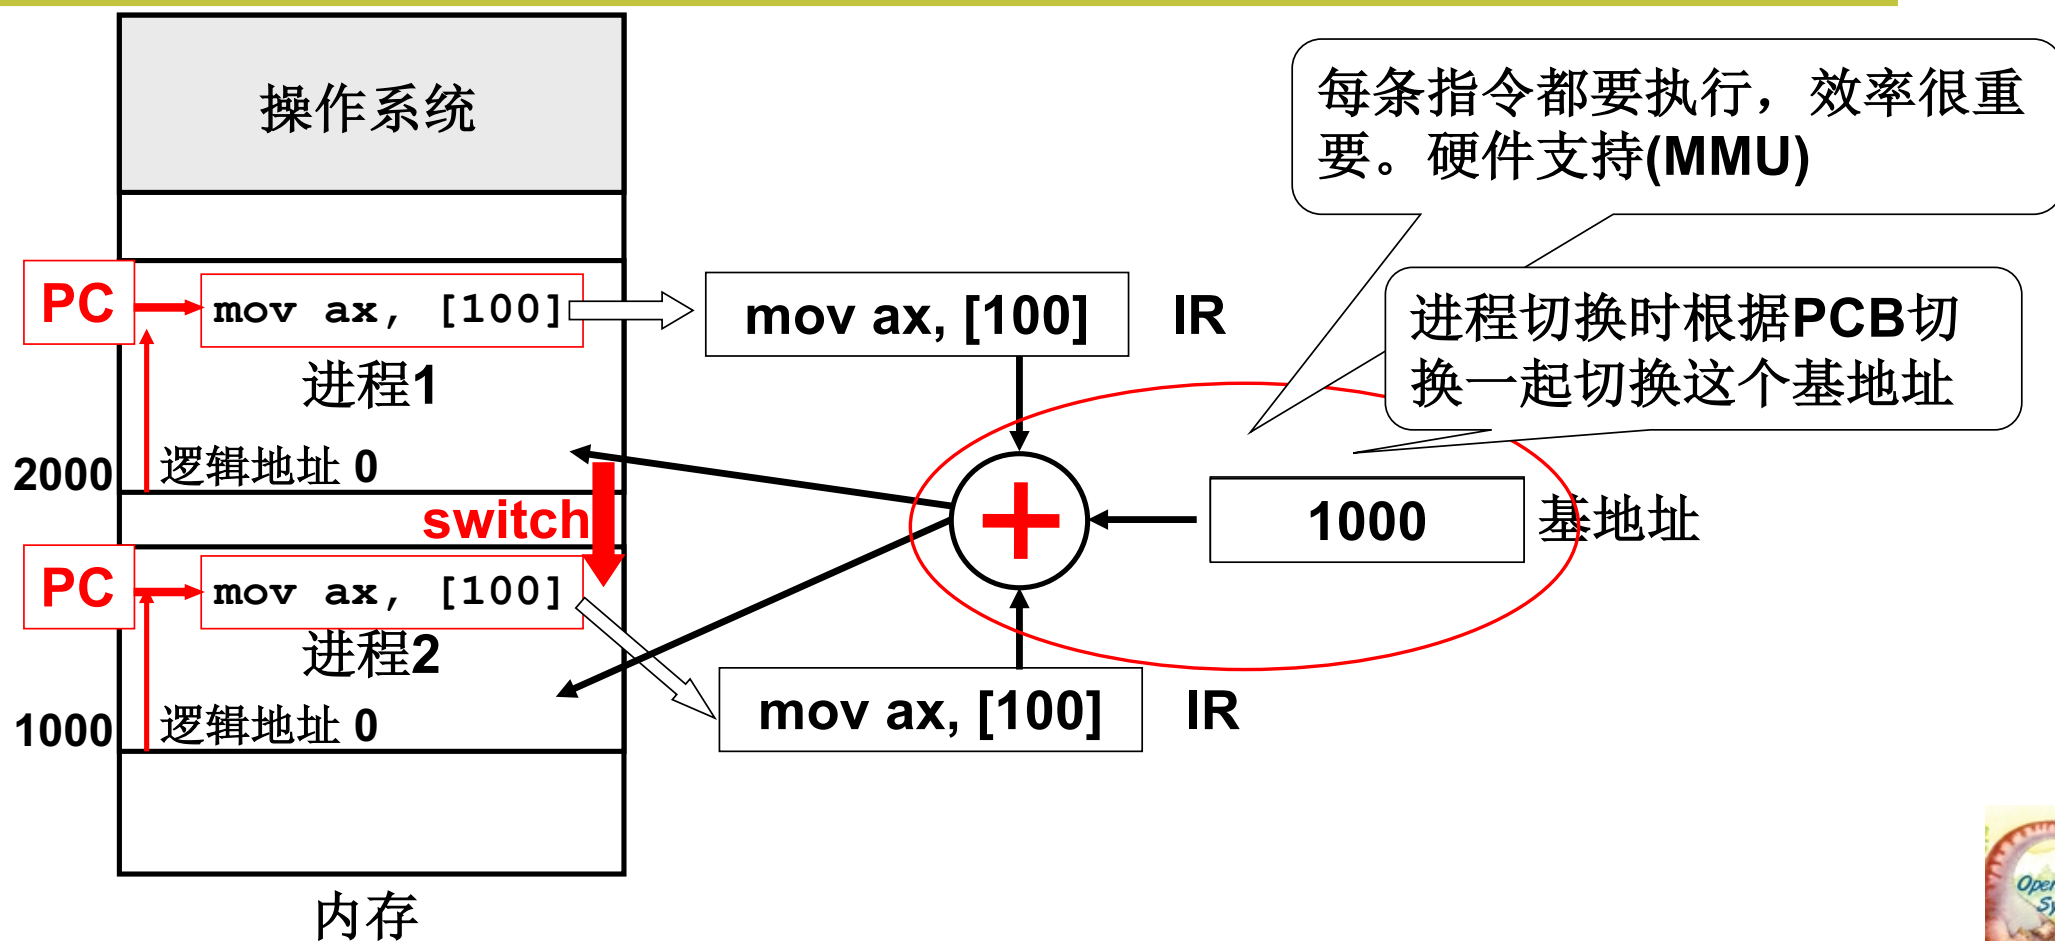 操作系统
每条指令都要执行，效率很重
要。硬件支持(MMU)
PC
mov ax, [100]
mov ax, [100]
IR
进程切换时根据PCB切
换一起切换这个基地址
进程1
2000
逻辑地址 0
switch
1000
基地址
PC
mov ax, [100]
进程2
mov ax, [100]
IR
1000
逻辑地址 0
内存